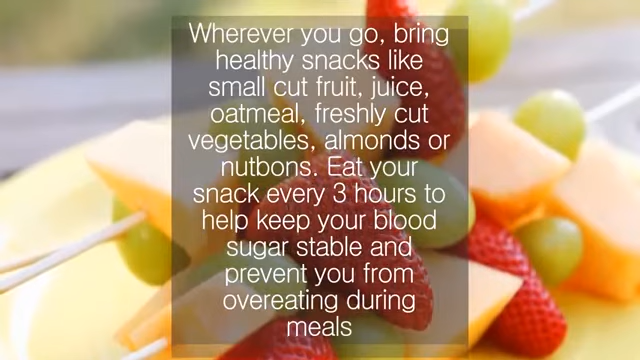 Wherever you go, bring
healthy snacks like
small cut fruit, juice,
oatmeal, freshly cut
vegetables, almonds or
nutbons. Eat your
snack every 3 hours to
help keep your blood
sugar stable and
prevent you from
overeating during
meals